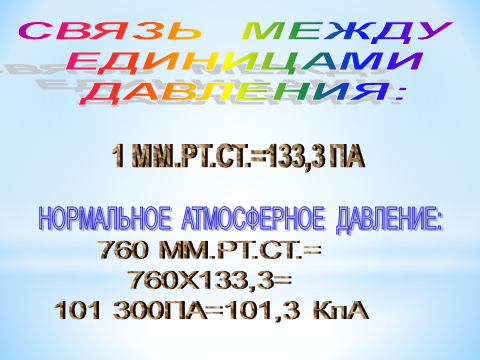 СВЯЗЬ МЕЖДУ
ЕДИНИЦАМИ
ДАВЛЕНИЯ:
1 ММ.РТ.СТ.=133,3 ПА
НОРМАЛЬНОЕ АТМОСФЕРНОЕ ДАВЛЕНИЕ:
760 ММ.РТ.СТ.=
760Х133,3=
101 300ПА=101,3 КпА